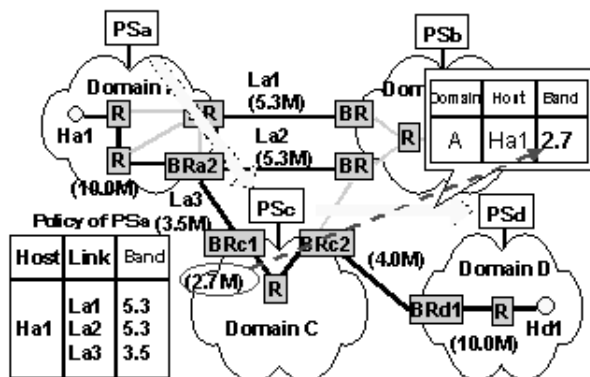 PSa
PSb
Domain
La1
(5.3M)
R
BR
Ha1
La2
(5.3M)
R
BRa2
BR
R
(10.0M)
La3
(3.5M)
Domain Host Band
A Ha1 2.7
Policy of PSa
Host Link Band
Ha1
La1 5.3
La2 5.3
La3 3.5
PSc
BRc1
BRc2
(2.7M)
R
Domain C
(4.0M)
PSd
Domain D
BRd1
R
Hd1
(10.0M)